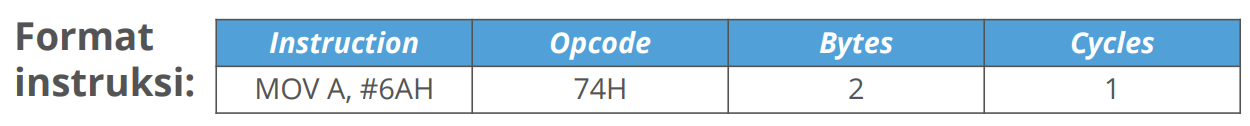 Format
instruksi:
Instruction Opcode Bytes Cycles
MOV A, #6AH 74H 2 1